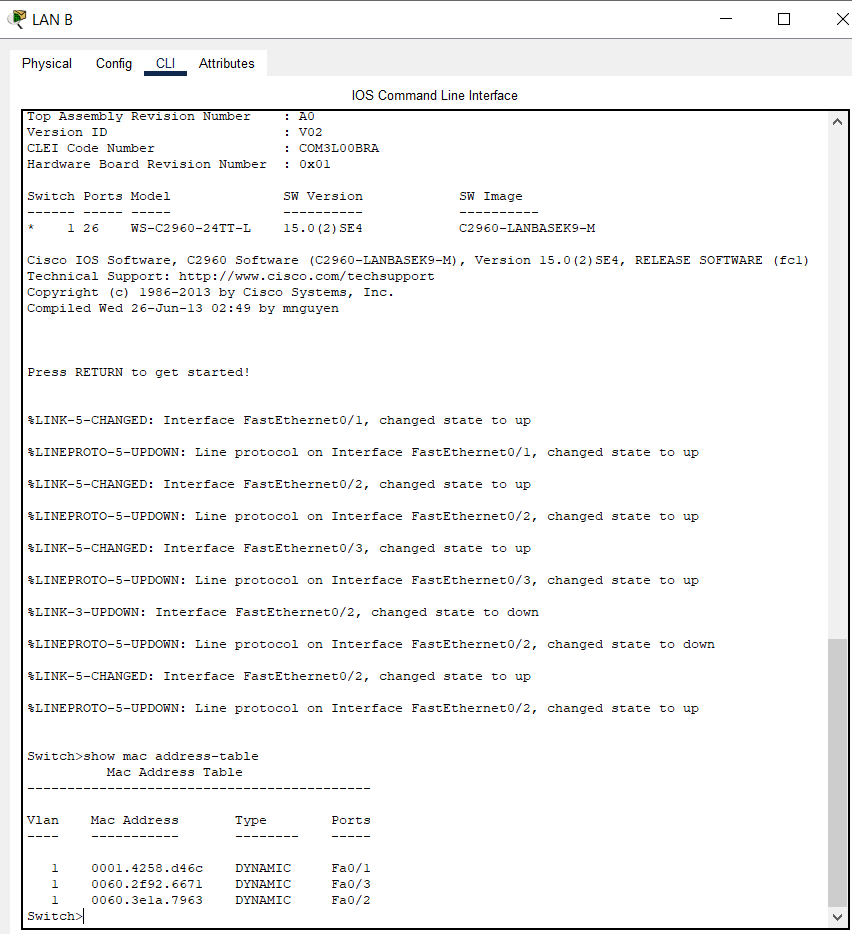 LAN B
Physical Config CLI Attributes
IOS Command Line Interface
Top Assembly Revision Number    : A0
Version ID                      : V02
CLEI Code Number                : COM3L00BRA
Hardware Board Revision Number  : 0x01
Switch Ports Model              SW Version            SW Image
------ ----- -----              ----------            ----------
*    1 26    WS-C2960-24TT-L    15.0(2)SE4            C2960-LANBASEK9-M
Cisco IOS Software, C2960 Software (C2960-LANBASEK9-M), Version 15.0(2)SE4, RELEASE SOFTWARE (fc1)
Technical Support: http://www.cisco.com/techsupport
Copyright (c) 1986-2013 by Cisco Systems, Inc.
Compiled Wed 26-Jun-13 02:49 by mnguyen
Press RETURN to get started!
%LINK-5-CHANGED: Interface FastEthernet0/1, changed state to up
%LINEPROTO-5-UPDOWN: Line protocol on Interface FastEthernet0/1, changed state to up
%LINK-5-CHANGED: Interface FastEthernet0/2, changed state to up
%LINEPROTO-5-UPDOWN: Line protocol on Interface FastEthernet0/2, changed state to up
%LINK-5-CHANGED: Interface FastEthernet0/3, changed state to up
%LINEPROTO-5-UPDOWN: Line protocol on Interface FastEthernet0/3, changed state to up
%LINK-3-UPDOWN: Interface FastEthernet0/2, changed state to down
%LINEPROTO-5-UPDOWN: Line protocol on Interface FastEthernet0/2, changed state to down
%LINK-5-CHANGED: Interface FastEthernet0/2, changed state to up
%LINEPROTO-5-UPDOWN: Line protocol on Interface FastEthernet0/2, changed state to up
Switch>show mac address-table
          Mac Address Table
-------------------------------------------
Vlan    Mac Address       Type        Ports
----    -----------       --------    -----
   1    0001.4258.d46c    DYNAMIC     Fa0/1
   1    0060.2f92.6671    DYNAMIC     Fa0/3
   1    0060.3e1a.7963    DYNAMIC     Fa0/2
Switch>